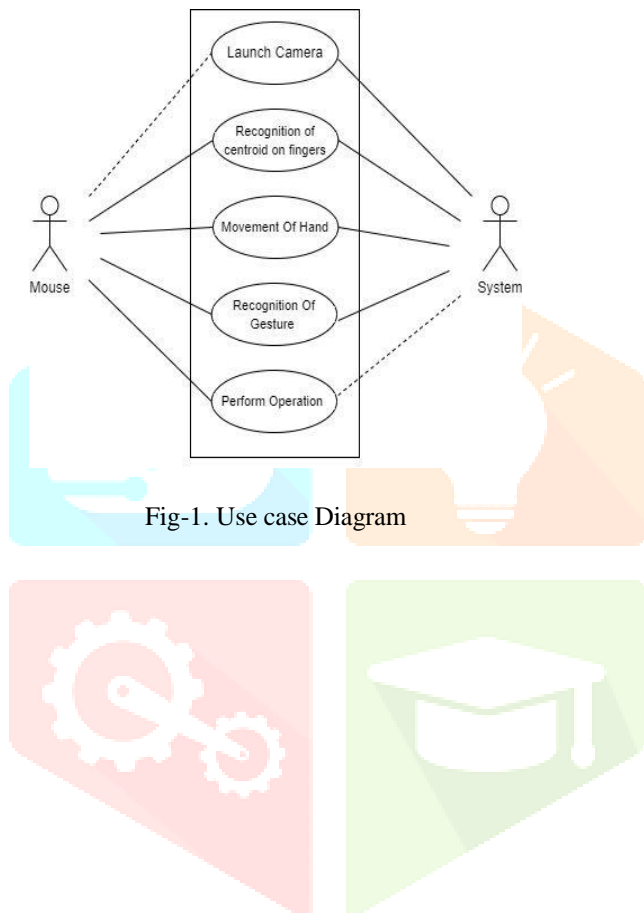 Launch Camera
Recognition of
centroid on fingers
Movement Of Hand
Mouse
System
Recognition Of
Gesture
Perform Operation
Fig-1. Use case Diagram